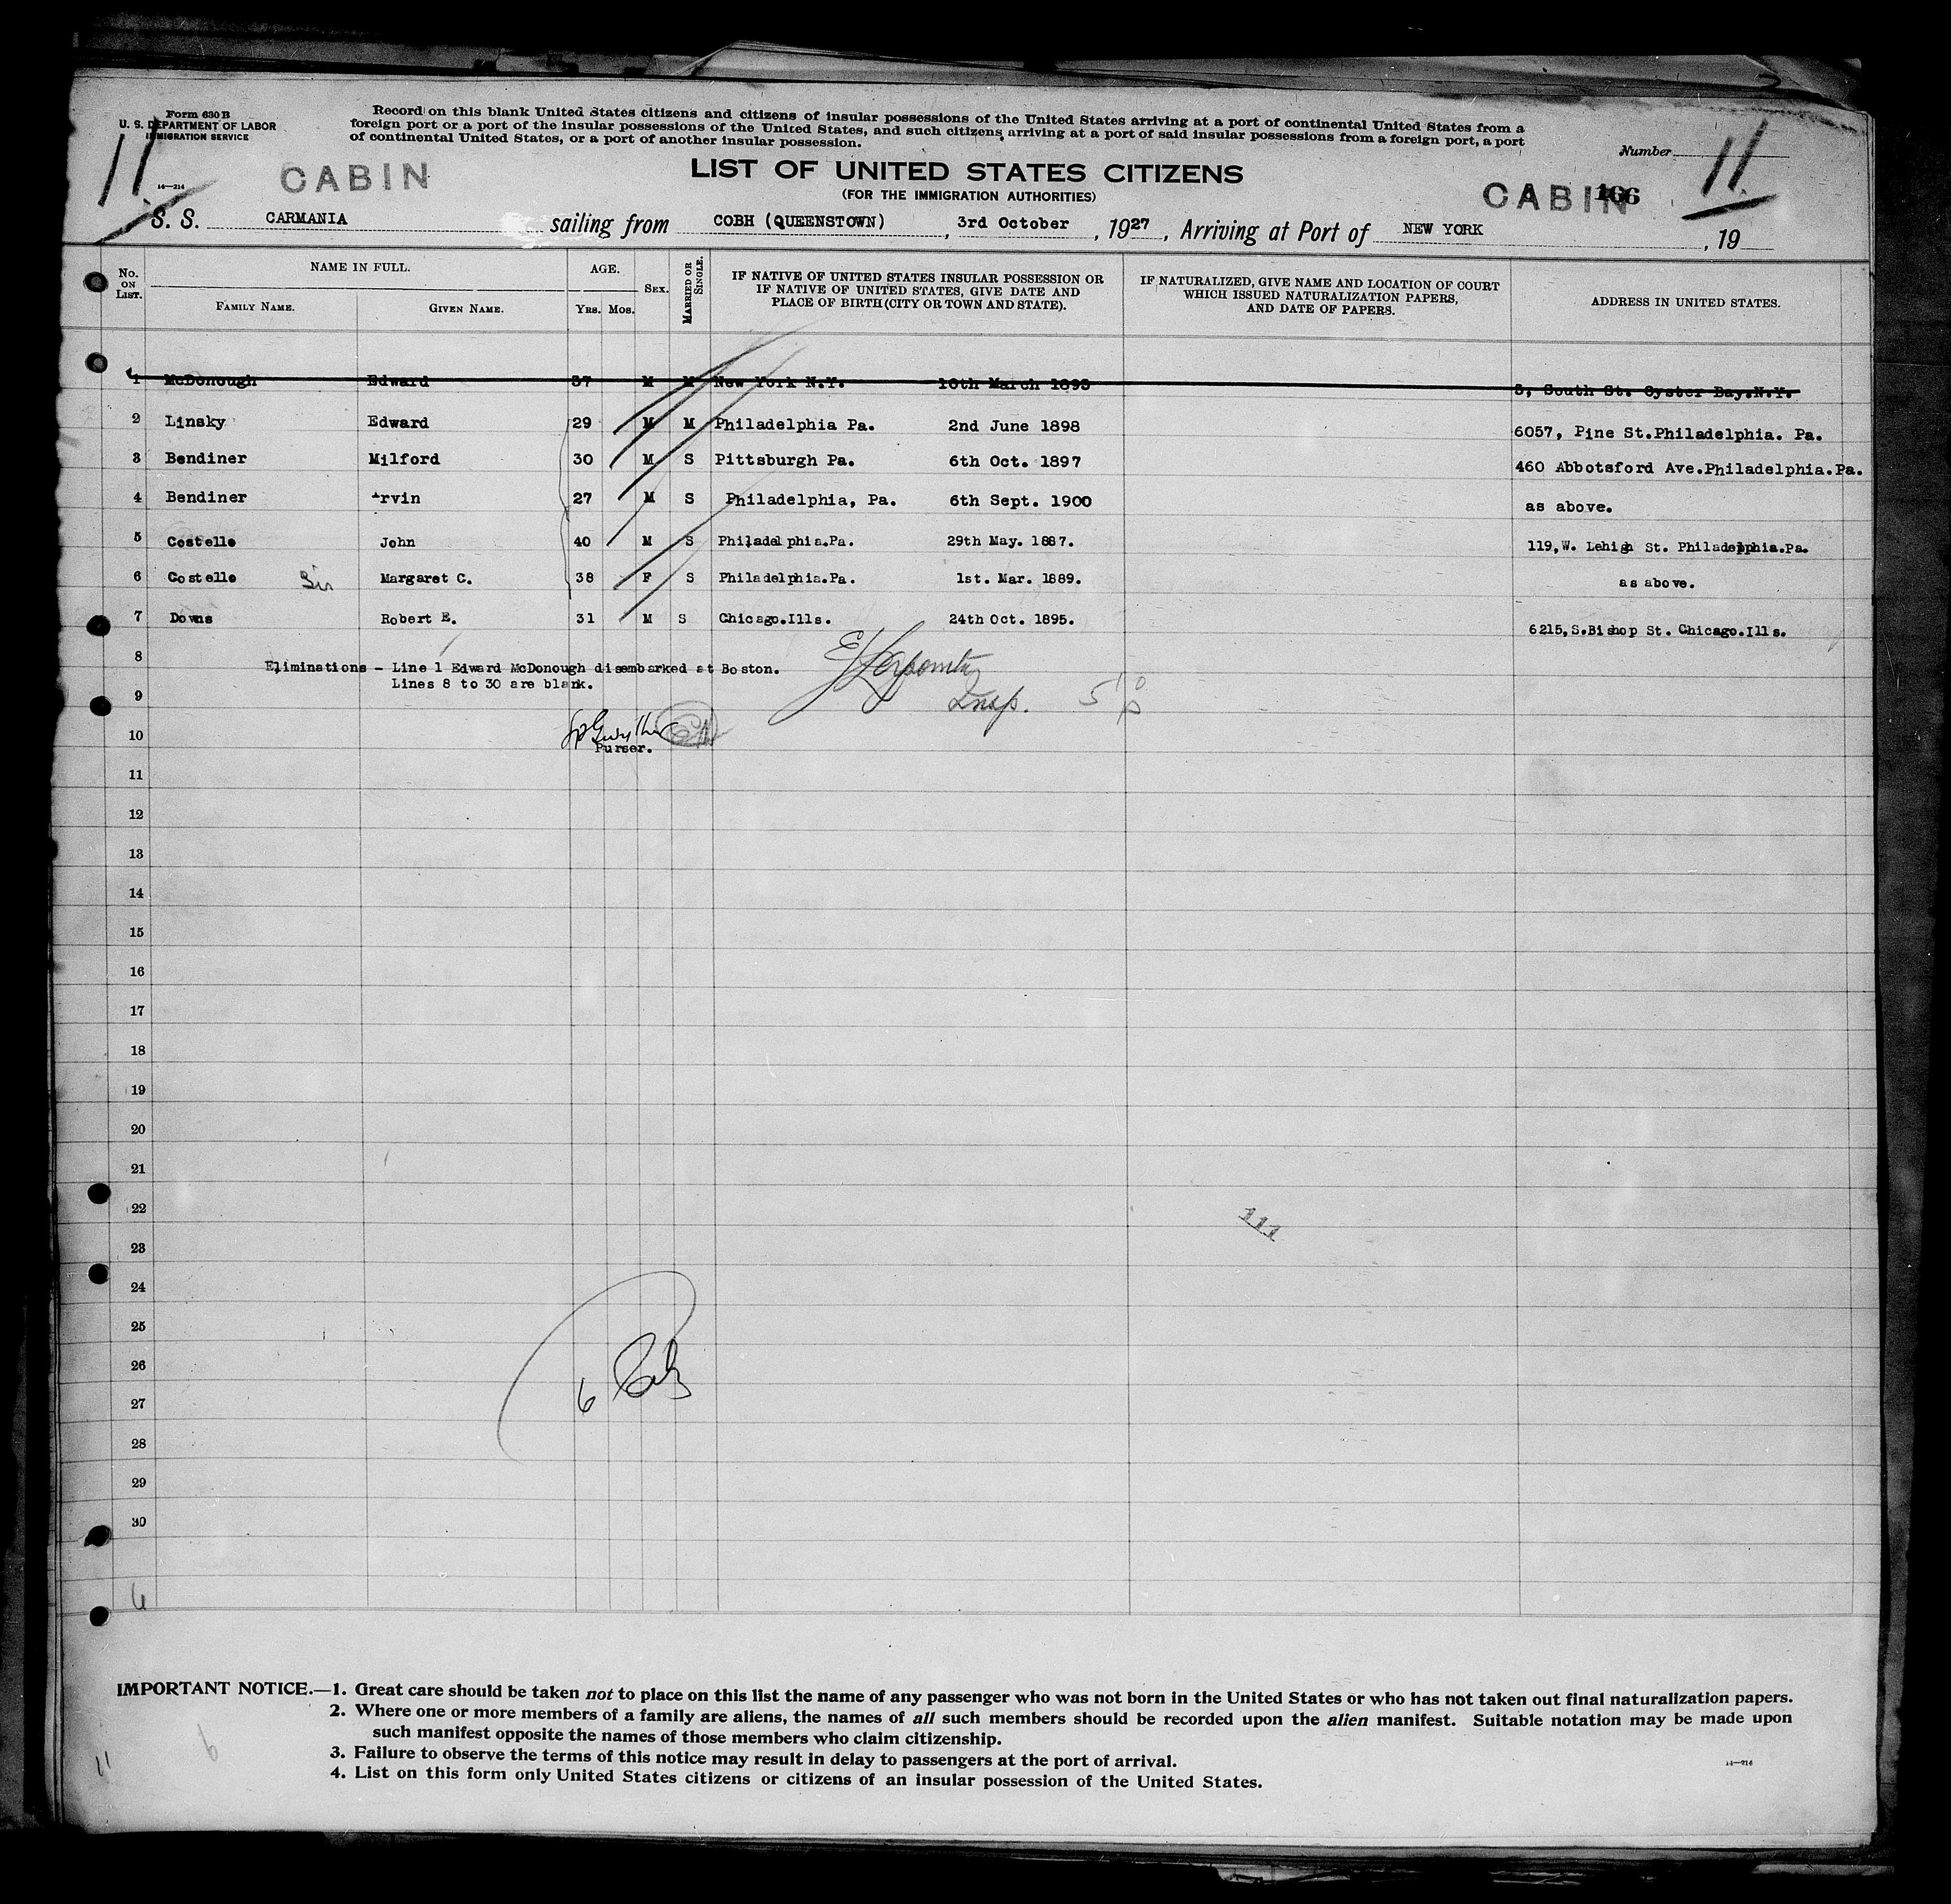 Form 630 B
U. S. DEPARTMENT OF LABOR
IMMIGRATION SERVICE
14—214
Record on this blank United States citizens and citizens of insular possessions of the United States arriving at a port of continental United States from a
foreign port or a port of the insular possessions of the United States, and such citizens arriving at a port of said insular possessions from a foreign port, a port
of continental United States, or a port of another insular possession.
Number
11 11
CABIN LIST OF UNITED STATES CITIZENS CABIN 166
(FOR THE IMMIGRATION AUTHORITIES)
S. S. CARMANIA sailing from COBH (QUEENSTOWN), 3rd October, 1927, Arriving at Port of NEW YORK, 19
No. ON LIST. NAME IN FULL. FAMILY NAME. GIVEN NAME. AGE. YRS. MOS. SEX. MARRIED OR SINGLE. IF NATIVE OF UNITED STATES INSULAR POSSESSION OR IF NATIVE OF UNITED STATES, GIVE DATE AND PLACE OF BIRTH (CITY OR TOWN AND STATE). IF NATURALIZED, GIVE NAME AND LOCATION OF COURT WHICH ISSUED NATURALIZATION PAPERS, AND DATE OF PAPERS. ADDRESS IN UNITED STATES.
1 McDonough Edward 37 M M New York N.Y. 10th March 1895 3, South St. Oyster Bay.N.Y.
2 Linsky Edward 29 M M Philadelphia Pa. 2nd June 1898 6057, Pine St.Philadelphia. Pa.
3 Bendiner Milford 30 M S Pittsburgh Pa. 6th Oct. 1897 460 Abbotsford Ave.Philadelphia.Pa.
4 Bendiner rvin 27 M S Philadelphia, Pa. 6th Sept. 1900 as above.
5 Costello John 40 M S Philadelphia.Pa. 29th May. 1887. 119,W. Lehigh St. Philadelphia.Pa.
6 Costello Sis Margaret C. 38 F S Philadelphia.Pa. 1st. Mar. 1889. as above.
7 Downs Robert E. 31 M S Chicago.Ills. 24th Oct. 1895. 6215,S.Bishop St. Chicago.Ills.
8 Eliminations - Line 1 Edward McDonough disembarked at Boston.
Lines 8 to 30 are blank.
9 Insp.
10 Purser.
11
12
13
14
15
16
17
18
19
20
21
22 111
23
24
25
26
27 6
28
29
30
6
IMPORTANT NOTICE.—1. Great care should be taken not to place on this list the name of any passenger who was not born in the United States or who has not taken out final naturalization papers.
2. Where one or more members of a family are aliens, the names of all such members should be recorded upon the alien manifest. Suitable notation may be made upon
such manifest opposite the names of those members who claim citizenship.
3. Failure to observe the terms of this notice may result in delay to passengers at the port of arrival.
4. List on this form only United States citizens or citizens of an insular possession of the United States.
11 6